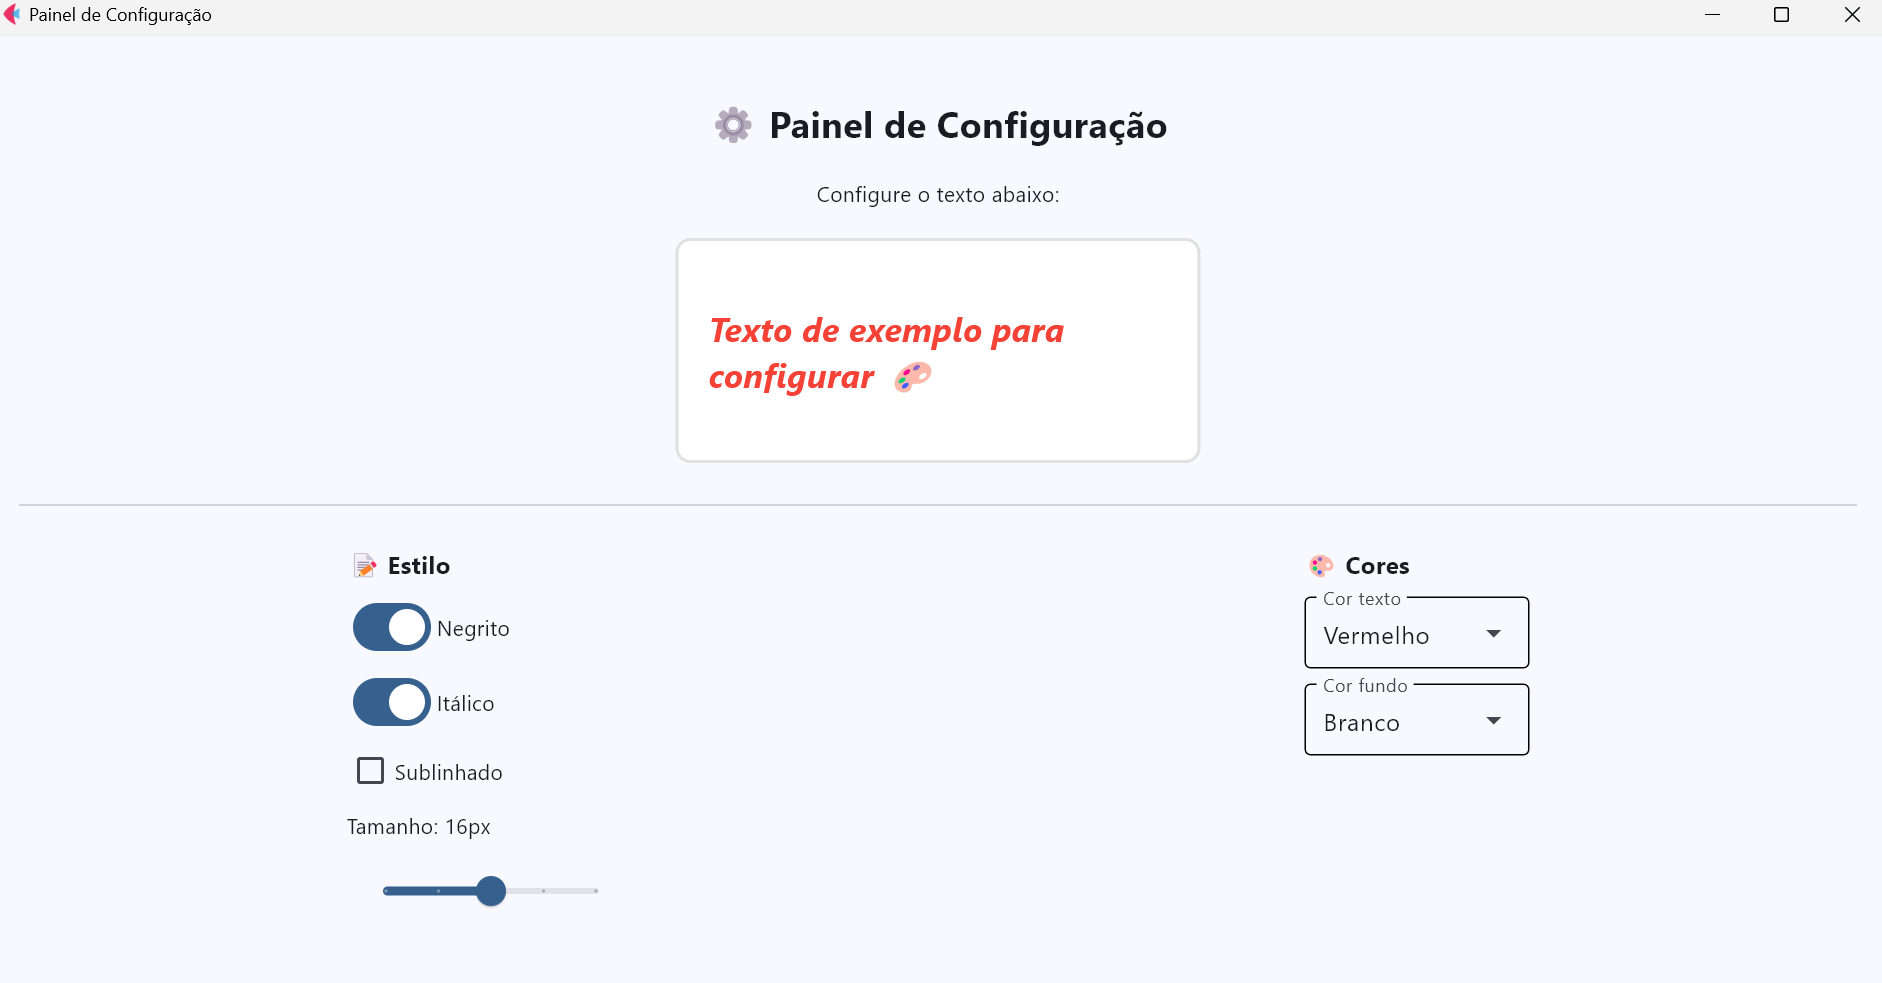 Painel de Configuração
Painel de Configuração
Configure o texto abaixo:
Texto de exemplo para
configurar
Estilo
Negrito
Itálico
Sublinhado
Tamanho: 16px
Cores
Cor texto
Vermelho
Cor fundo
Branco